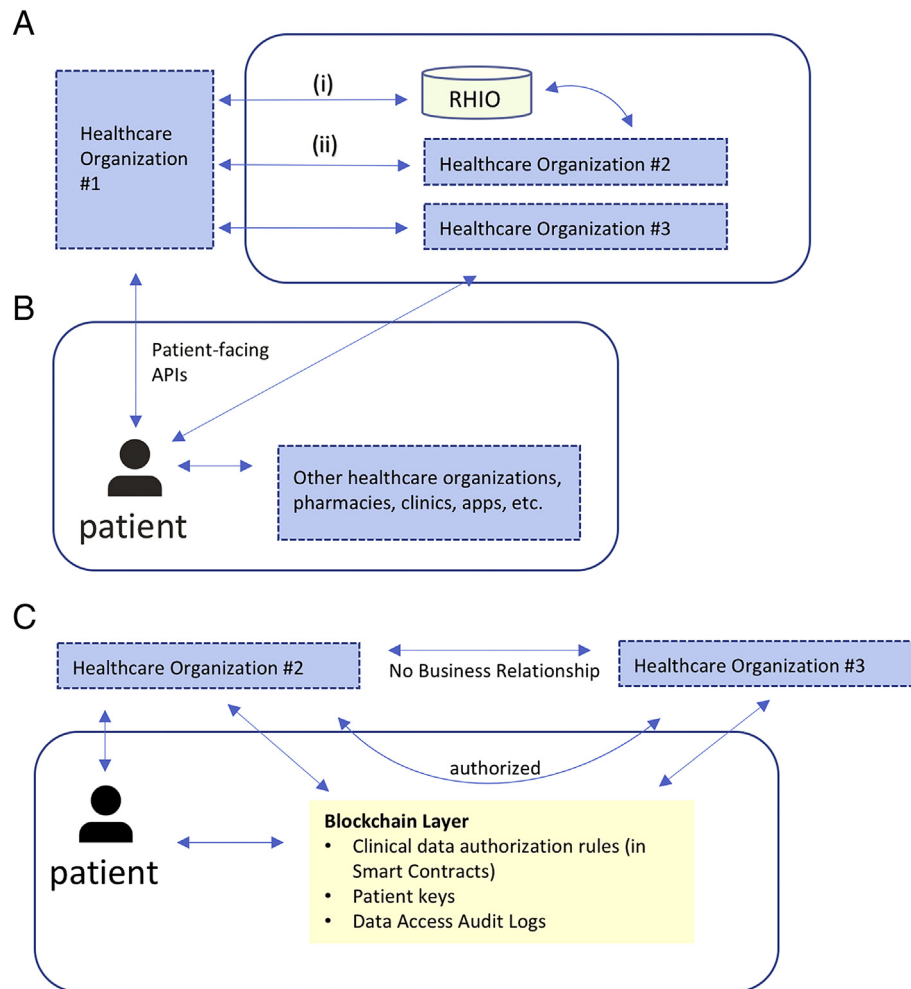 A
(i)
RHIO
Healthcare
Organization
#1
(ii)
Healthcare Organization #2
Healthcare Organization #3
B
Patient-facing
APIs
Other healthcare organizations,
pharmacies, clinics, apps, etc.
patient
C
Healthcare Organization #2
No Business Relationship
Healthcare Organization #3
authorized
patient
Blockchain Layer
• Clinical data authorization rules (in
Smart Contracts)
• Patient keys
• Data Access Audit Logs